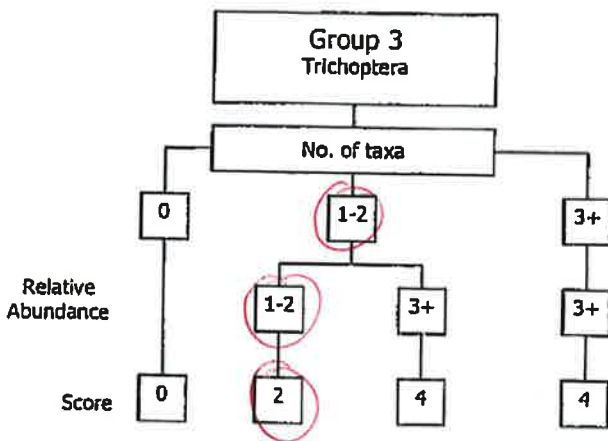 Group 3
Trichoptera
No. of taxa
0
1-2
3+
Relative
Abundance
1-2
3+
3+
Score
0
2
4
4